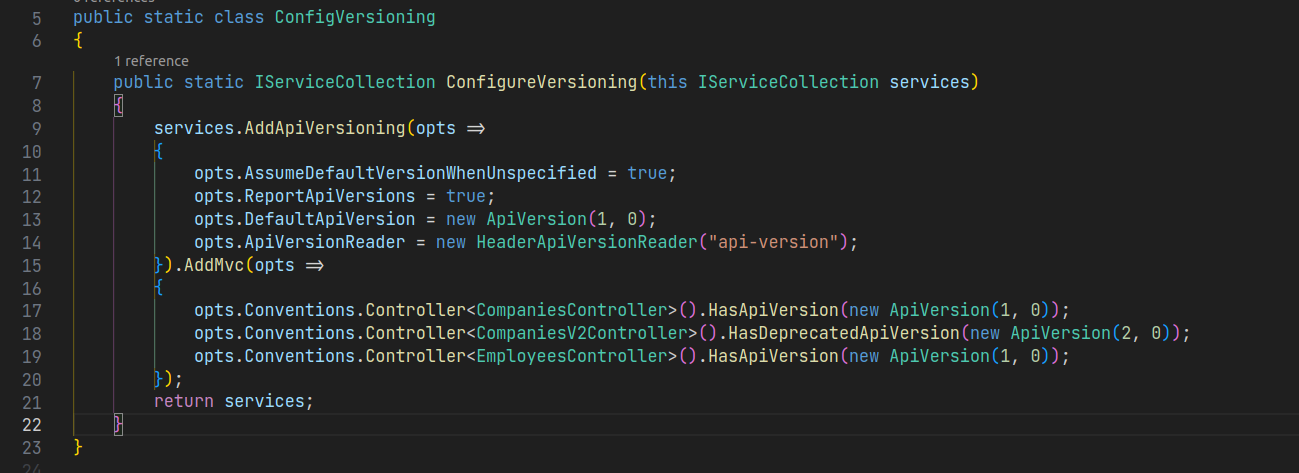 0 references
5 public static class ConfigVersioning
6 {
1 reference
7 public static IServiceCollection ConfigureVersioning(this IServiceCollection services)
8 {
9 services.AddApiVersioning(opts =>
10 {
11 opts.AssumeDefaultVersionWhenUnspecified = true;
12 opts.ReportApiVersions = true;
13 opts.DefaultApiVersion = new ApiVersion(1, 0);
14 opts.ApiVersionReader = new HeaderApiVersionReader("api-version");
15 }).AddMvc(opts =>
16 {
17 opts.Conventions.Controller<CompaniesController>().HasApiVersion(new ApiVersion(1, 0));
18 opts.Conventions.Controller<CompaniesV2Controller>().HasDeprecatedApiVersion(new ApiVersion(2, 0));
19 opts.Conventions.Controller<EmployeesController>().HasApiVersion(new ApiVersion(1, 0));
20 });
21 return services;
22 }
23 }
24